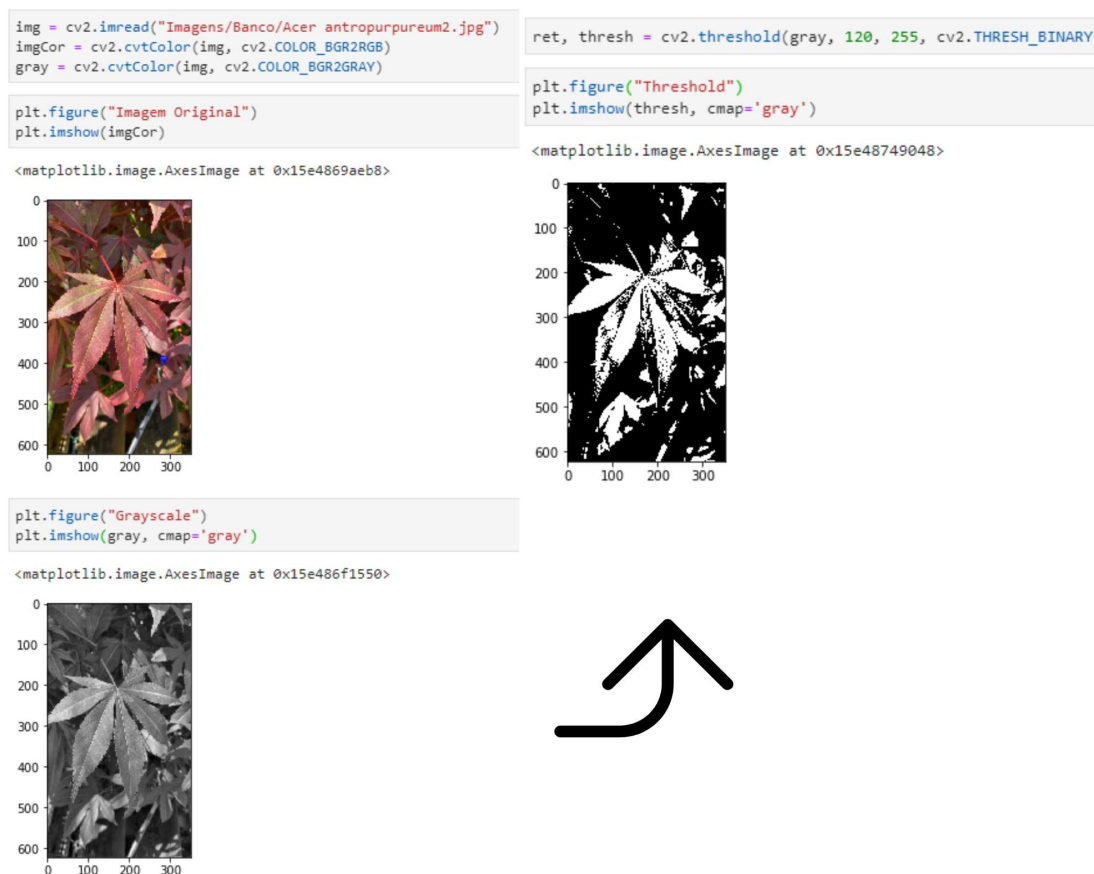 img = cv2.imread("Imagens/Banco/Acer antropurpureum2.jpg")
imgCor = cv2.cvtColor(img, cv2.COLOR_BGR2RGB)
gray = cv2.cvtColor(img, cv2.COLOR_BGR2GRAY)
plt.figure("Imagem Original")
plt.imshow(imgCor)
<matplotlib.image.AxesImage at 0x15e4869aeb8>
0
100
200
300
400
500
600
0 100 200 300
plt.figure("Grayscale")
plt.imshow(gray, cmap='gray')
<matplotlib.image.AxesImage at 0x15e486f1550>
0
100
200
300
400
500
600
0 100 200 300
ret, thresh = cv2.threshold(gray, 120, 255, cv2.THRESH_BINARY
plt.figure("Threshold")
plt.imshow(thresh, cmap='gray')
<matplotlib.image.AxesImage at 0x15e48749048>
0
100
200
300
400
500
600
0 100 200 300